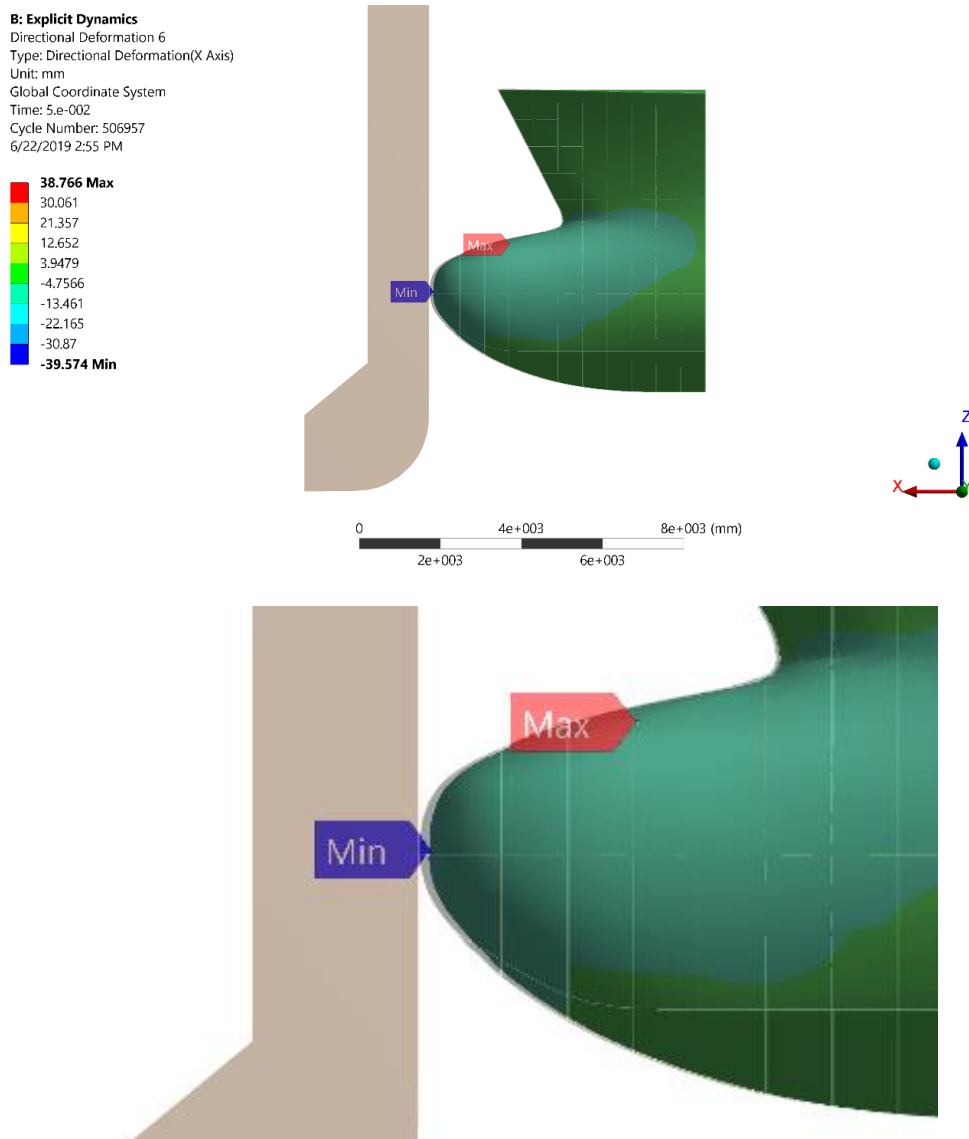 B: Explicit Dynamics
Directional Deformation 6
Type: Directional Deformation(X Axis)
Unit: mm
Global Coordinate System
Time: 5.e-002
Cycle Number: 506957
6/22/2019 2:55 PM
38.766 Max
30.061
21.357
12.652
3.9479
-4.7566
-13.461
-22.165
-30.87
-39.574 Min
Max
Min
Z
X
0 4e+003 8e+003 (mm)
2e+003 6e+003
Max
Min